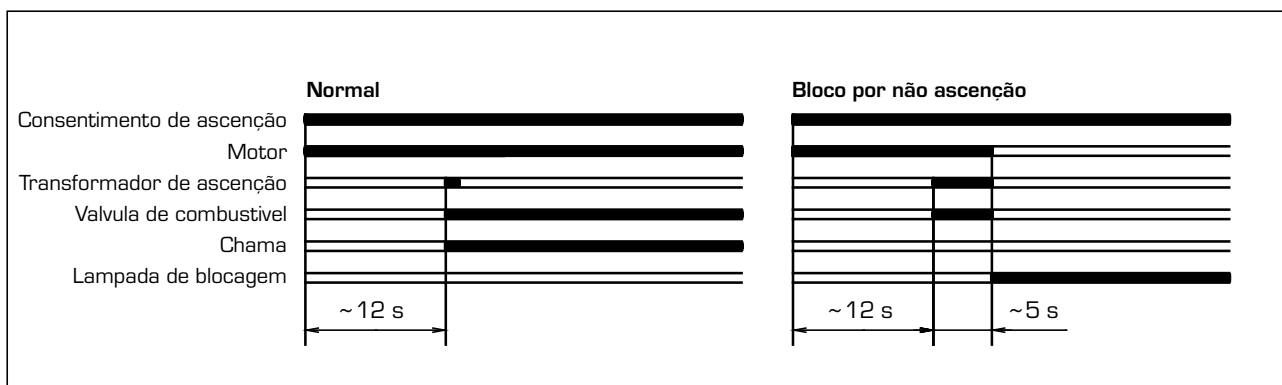 Normal
Bloco por não ascenção
Consentimento de ascenção
Motor
Transformador de ascenção
Valvula de combustivel
Chama
Lampada de blocagem
~12 s
~12 s
~5 s